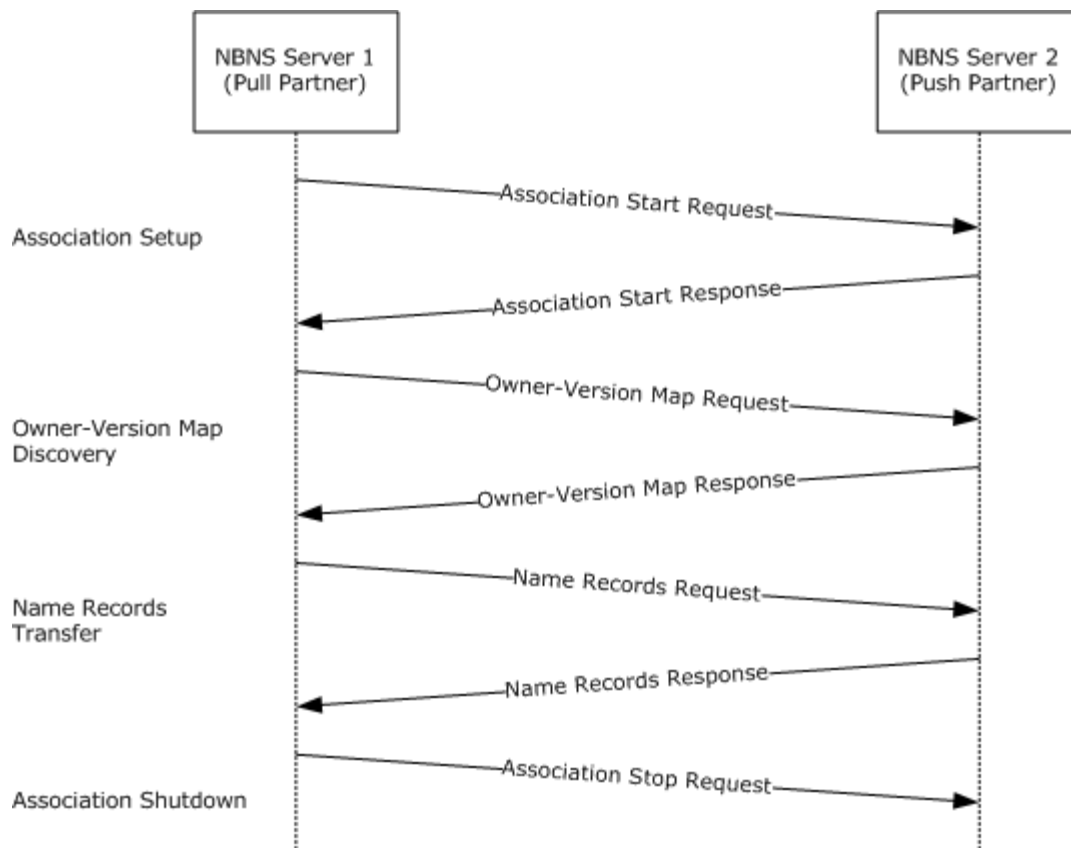 NBNS Server 1
(Pull Partner)
NBNS Server 2
(Push Partner)
Association Start Request
Association Setup
Association Start Response
Owner-Version Map Request
Owner-Version Map
Discovery
Owner-Version Map Response
Name Records Request
Name Records
Transfer
Name Records Response
Association Stop Request
Association Shutdown